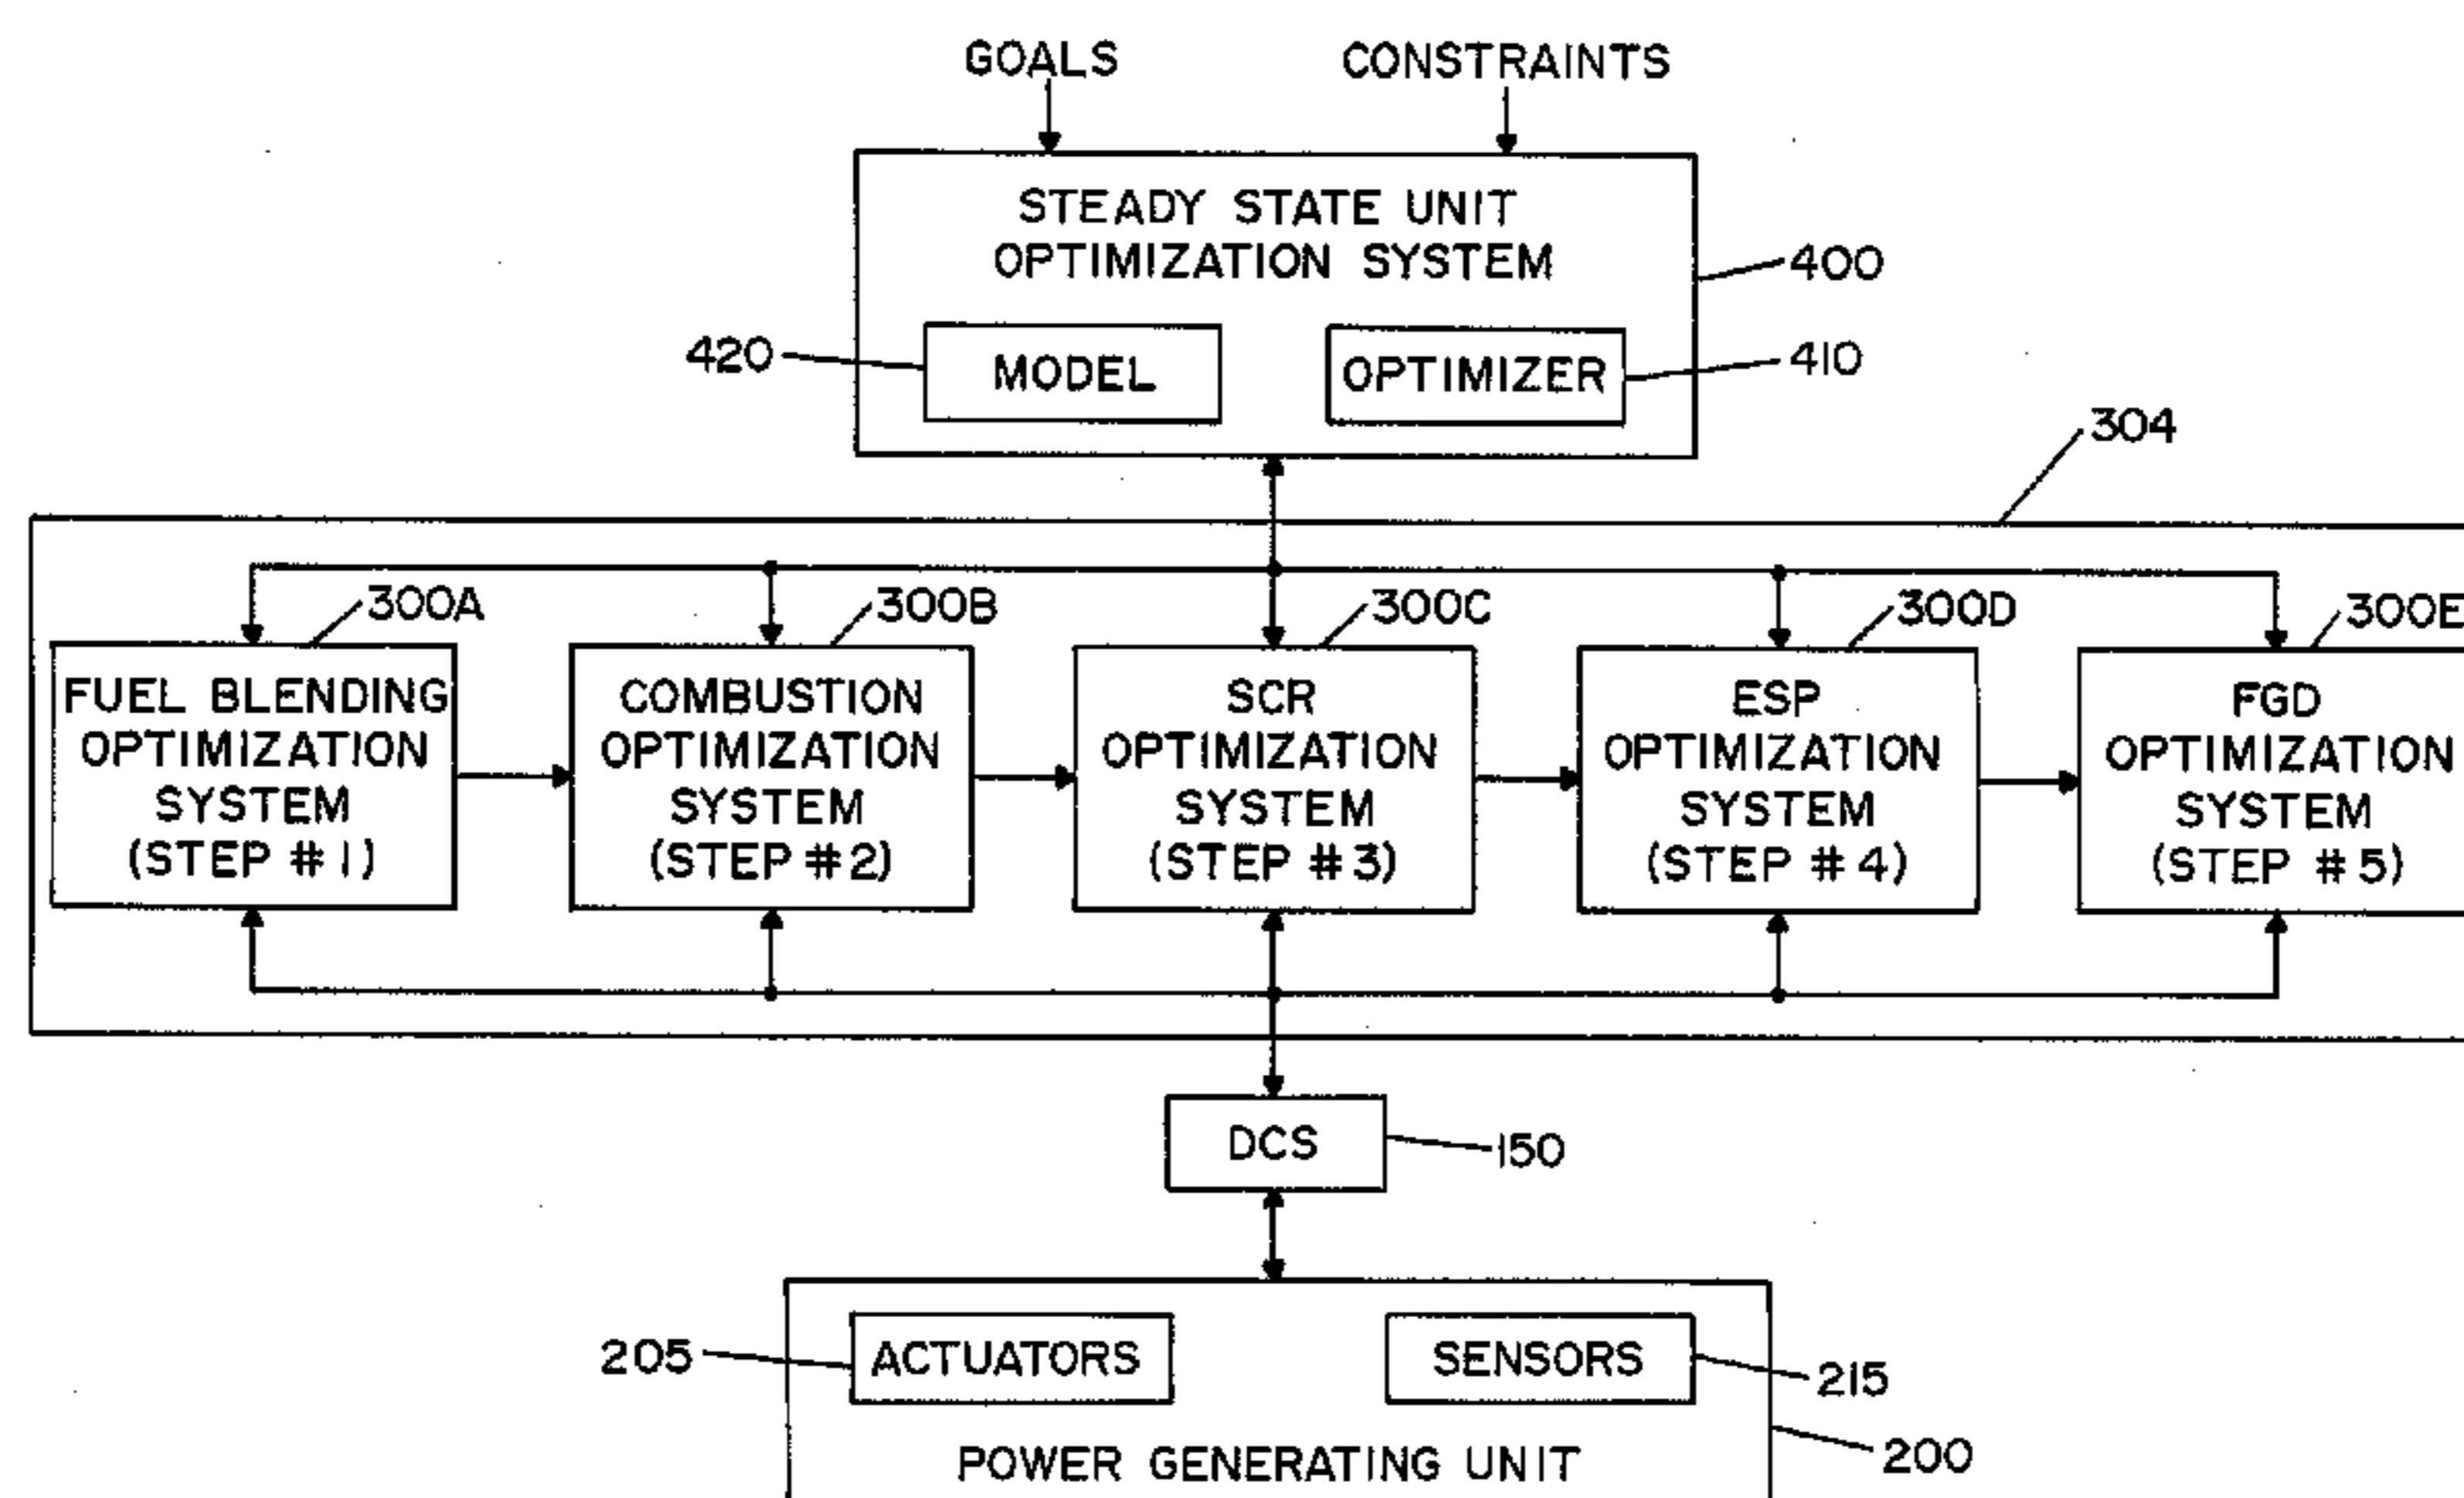 GOALS
CONSTRAINTS
STEADY STATE UNIT
OPTIMIZATION SYSTEM
400
420
MODEL
OPTIMIZER
410
304
300A
300B
300C
300D
300E
FUEL BLENDING
OPTIMIZATION
SYSTEM
(STEP #1)
COMBUSTION
OPTIMIZATION
SYSTEM
(STEP #2)
SCR
OPTIMIZATION
SYSTEM
(STEP #3)
ESP
OPTIMIZATION
SYSTEM
(STEP #4)
FGD
OPTIMIZATION
SYSTEM
(STEP #5)
DCS
150
205
ACTUATORS
SENSORS
215
POWER GENERATING UNIT
200